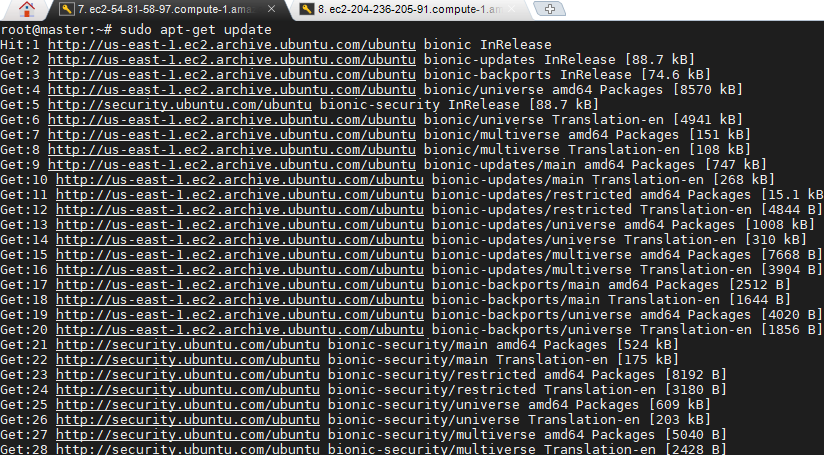 7. ec2-54-81-58-97.compute-1.ama
8. ec2-204-236-205-91.compute-1.am
root@master:~# sudo apt-get update
Hit:1 http://us-east-1.ec2.archive.ubuntu.com/ubuntu bionic InRelease
Get:2 http://us-east-1.ec2.archive.ubuntu.com/ubuntu bionic-updates InRelease [88.7 kB]
Get:3 http://us-east-1.ec2.archive.ubuntu.com/ubuntu bionic-backports InRelease [74.6 kB]
Get:4 http://us-east-1.ec2.archive.ubuntu.com/ubuntu bionic/universe amd64 Packages [8570 kB]
Get:5 http://security.ubuntu.com/ubuntu bionic-security InRelease [88.7 kB]
Get:6 http://us-east-1.ec2.archive.ubuntu.com/ubuntu bionic/universe Translation-en [4941 kB]
Get:7 http://us-east-1.ec2.archive.ubuntu.com/ubuntu bionic/multiverse amd64 Packages [151 kB]
Get:8 http://us-east-1.ec2.archive.ubuntu.com/ubuntu bionic/multiverse Translation-en [108 kB]
Get:9 http://us-east-1.ec2.archive.ubuntu.com/ubuntu bionic-updates/main amd64 Packages [747 kB]
Get:10 http://us-east-1.ec2.archive.ubuntu.com/ubuntu bionic-updates/main Translation-en [268 kB]
Get:11 http://us-east-1.ec2.archive.ubuntu.com/ubuntu bionic-updates/restricted amd64 Packages [15.1 kB
Get:12 http://us-east-1.ec2.archive.ubuntu.com/ubuntu bionic-updates/restricted Translation-en [4844 B]
Get:13 http://us-east-1.ec2.archive.ubuntu.com/ubuntu bionic-updates/universe amd64 Packages [1008 kB]
Get:14 http://us-east-1.ec2.archive.ubuntu.com/ubuntu bionic-updates/universe Translation-en [310 kB]
Get:15 http://us-east-1.ec2.archive.ubuntu.com/ubuntu bionic-updates/multiverse amd64 Packages [7668 B]
Get:16 http://us-east-1.ec2.archive.ubuntu.com/ubuntu bionic-updates/multiverse Translation-en [3904 B]
Get:17 http://us-east-1.ec2.archive.ubuntu.com/ubuntu bionic-backports/main amd64 Packages [2512 B]
Get:18 http://us-east-1.ec2.archive.ubuntu.com/ubuntu bionic-backports/main Translation-en [1644 B]
Get:19 http://us-east-1.ec2.archive.ubuntu.com/ubuntu bionic-backports/universe amd64 Packages [4020 B]
Get:20 http://us-east-1.ec2.archive.ubuntu.com/ubuntu bionic-backports/universe Translation-en [1856 B]
Get:21 http://security.ubuntu.com/ubuntu bionic-security/main amd64 Packages [524 kB]
Get:22 http://security.ubuntu.com/ubuntu bionic-security/main Translation-en [175 kB]
Get:23 http://security.ubuntu.com/ubuntu bionic-security/restricted amd64 Packages [8192 B]
Get:24 http://security.ubuntu.com/ubuntu bionic-security/restricted Translation-en [3180 B]
Get:25 http://security.ubuntu.com/ubuntu bionic-security/universe amd64 Packages [609 kB]
Get:26 http://security.ubuntu.com/ubuntu bionic-security/universe Translation-en [203 kB]
Get:27 http://security.ubuntu.com/ubuntu bionic-security/multiverse amd64 Packages [5040 B]
Get:28 http://security.ubuntu.com/ubuntu bionic-security/multiverse Translation-en [2428 B]